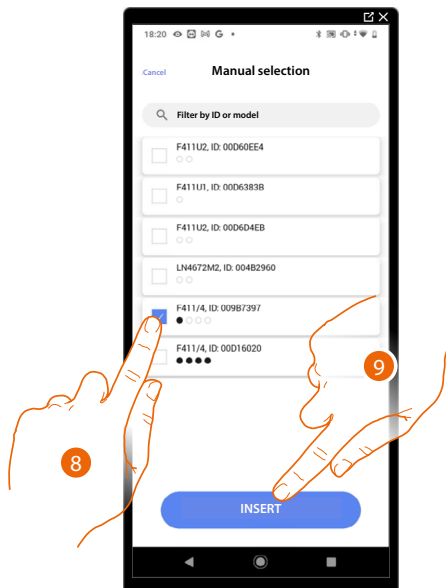 18:20 G
Cancel
Manual selection
Filter by ID or model
F411U2, ID: 00D60EE4
F411U1, ID: 00D6383B
F411U2, ID: 00D6D4EB
LN4672M2, ID: 004B2960
F411/4, ID: 009B7397
F411/4, ID: 00D16020
9
8
INSERT